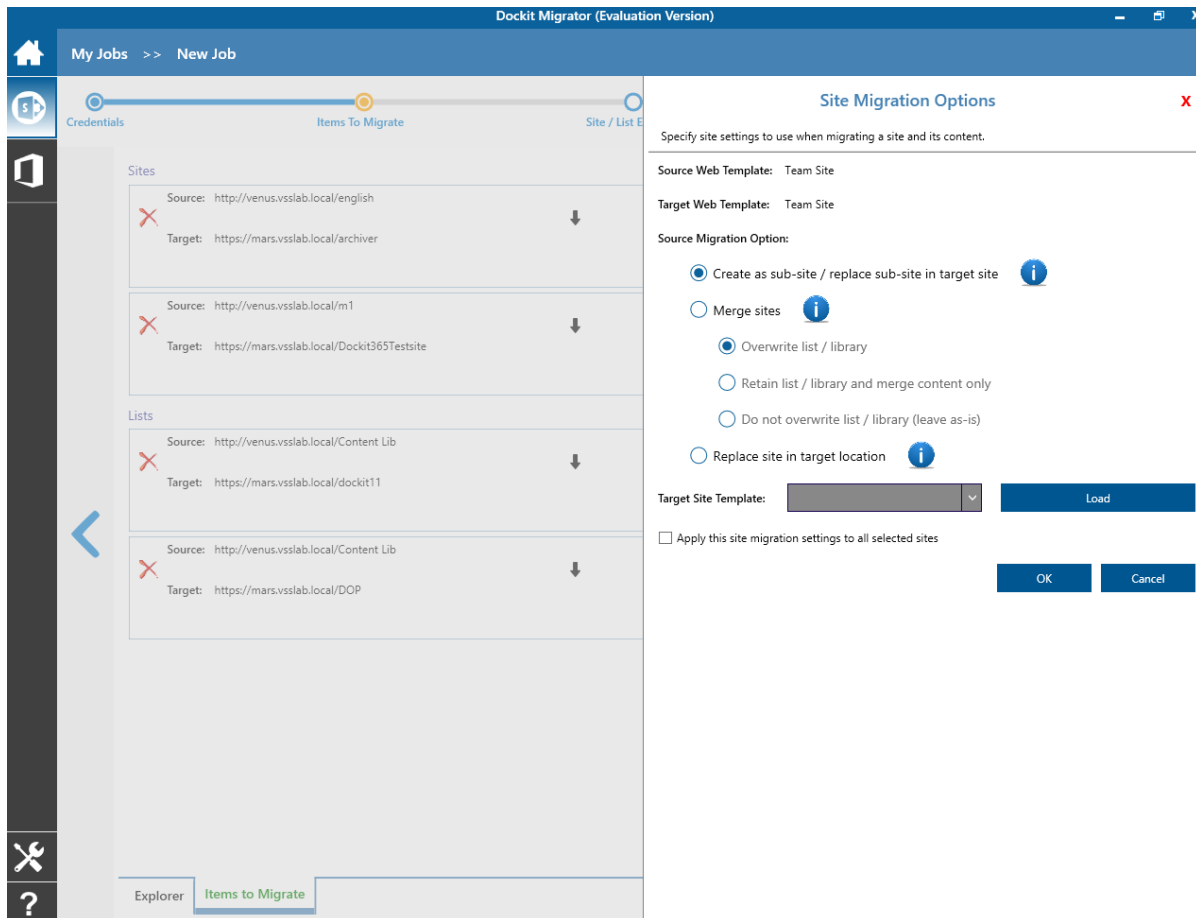 Dockit Migrator (Evaluation Version)
My Jobs >> New Job
Credentials
Items To Migrate
Site / List E
Sites
Source: http://venus.vsslab.local/english
Target: https://mars.vsslab.local/archiver
Source: http://venus.vsslab.local/m1
Target: https://mars.vsslab.local/Dockit365Testsite
Lists
Source: http://venus.vsslab.local/Content Lib
Target: https://mars.vsslab.local/dockit11
Source: http://venus.vsslab.local/Content Lib
Target: https://mars.vsslab.local/DOP
Explorer
Items to Migrate
Site Migration Options
X
Specify site settings to use when migrating a site and its content.
Source Web Template: Team Site
Target Web Template: Team Site
Source Migration Option:
Create as sub-site / replace sub-site in target site
Merge sites
Overwrite list / library
Retain list / library and merge content only
Do not overwrite list / library (leave as-is)
Replace site in target location
Target Site Template:
Load
Apply this site migration settings to all selected sites
OK
Cancel